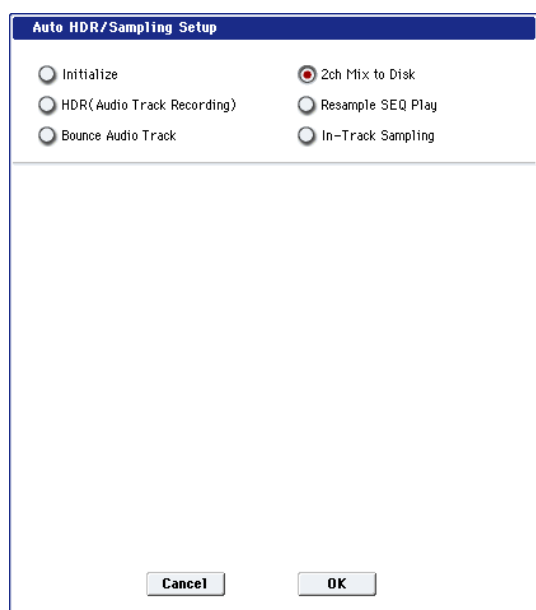 Auto HDR/Sampling Setup
Initialize
2ch Mix to Disk
HDR(Audio Track Recording)
Resample SEQ Play
Bounce Audio Track
In-Track Sampling
Cancel
OK